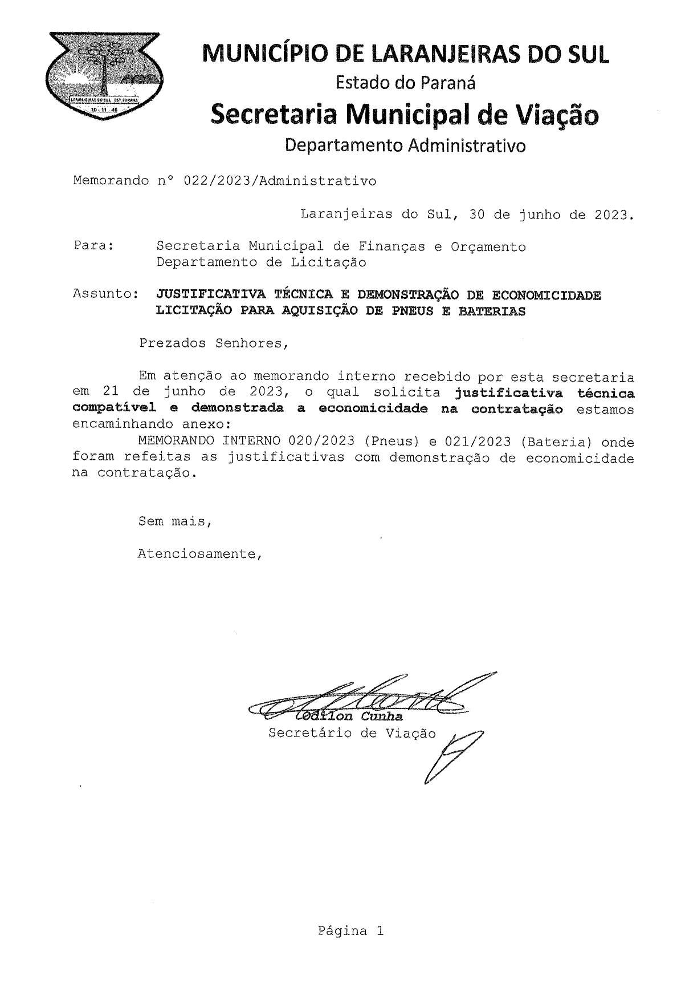 LARANJEIRAS DO SUL EST. PARANÁ
30-11-46
MUNICÍPIO DE LARANJEIRAS DO SUL
Estado do Paraná
Secretaria Municipal de Viação
Departamento Administrativo
Memorando nº 022/2023/Administrativo
Laranjeiras do Sul, 30 de junho de 2023.
Para: Secretaria Municipal de Finanças e Orçamento
Departamento de Licitação
Assunto: JUSTIFICATIVA TÉCNICA E DEMONSTRAÇÃO DE ECONOMICIDADE
LICITAÇÃO PARA AQUISIÇÃO DE PNEUS E BATERIAS
Prezados Senhores,
Em atenção ao memorando interno recebido por esta secretaria
em 21 de junho de 2023, o qual solicita justificativa técnica
compatível e demonstrada a economicidade na contratação estamos
encaminhando anexo:
MEMORANDO INTERNO 020/2023 (Pneus) e 021/2023 (Bateria) onde
foram refeitas as justificativas com demonstração de economicidade
na contratação.
Sem mais,
Atenciosamente,
Cunha
Secretário de Viação
Página 1